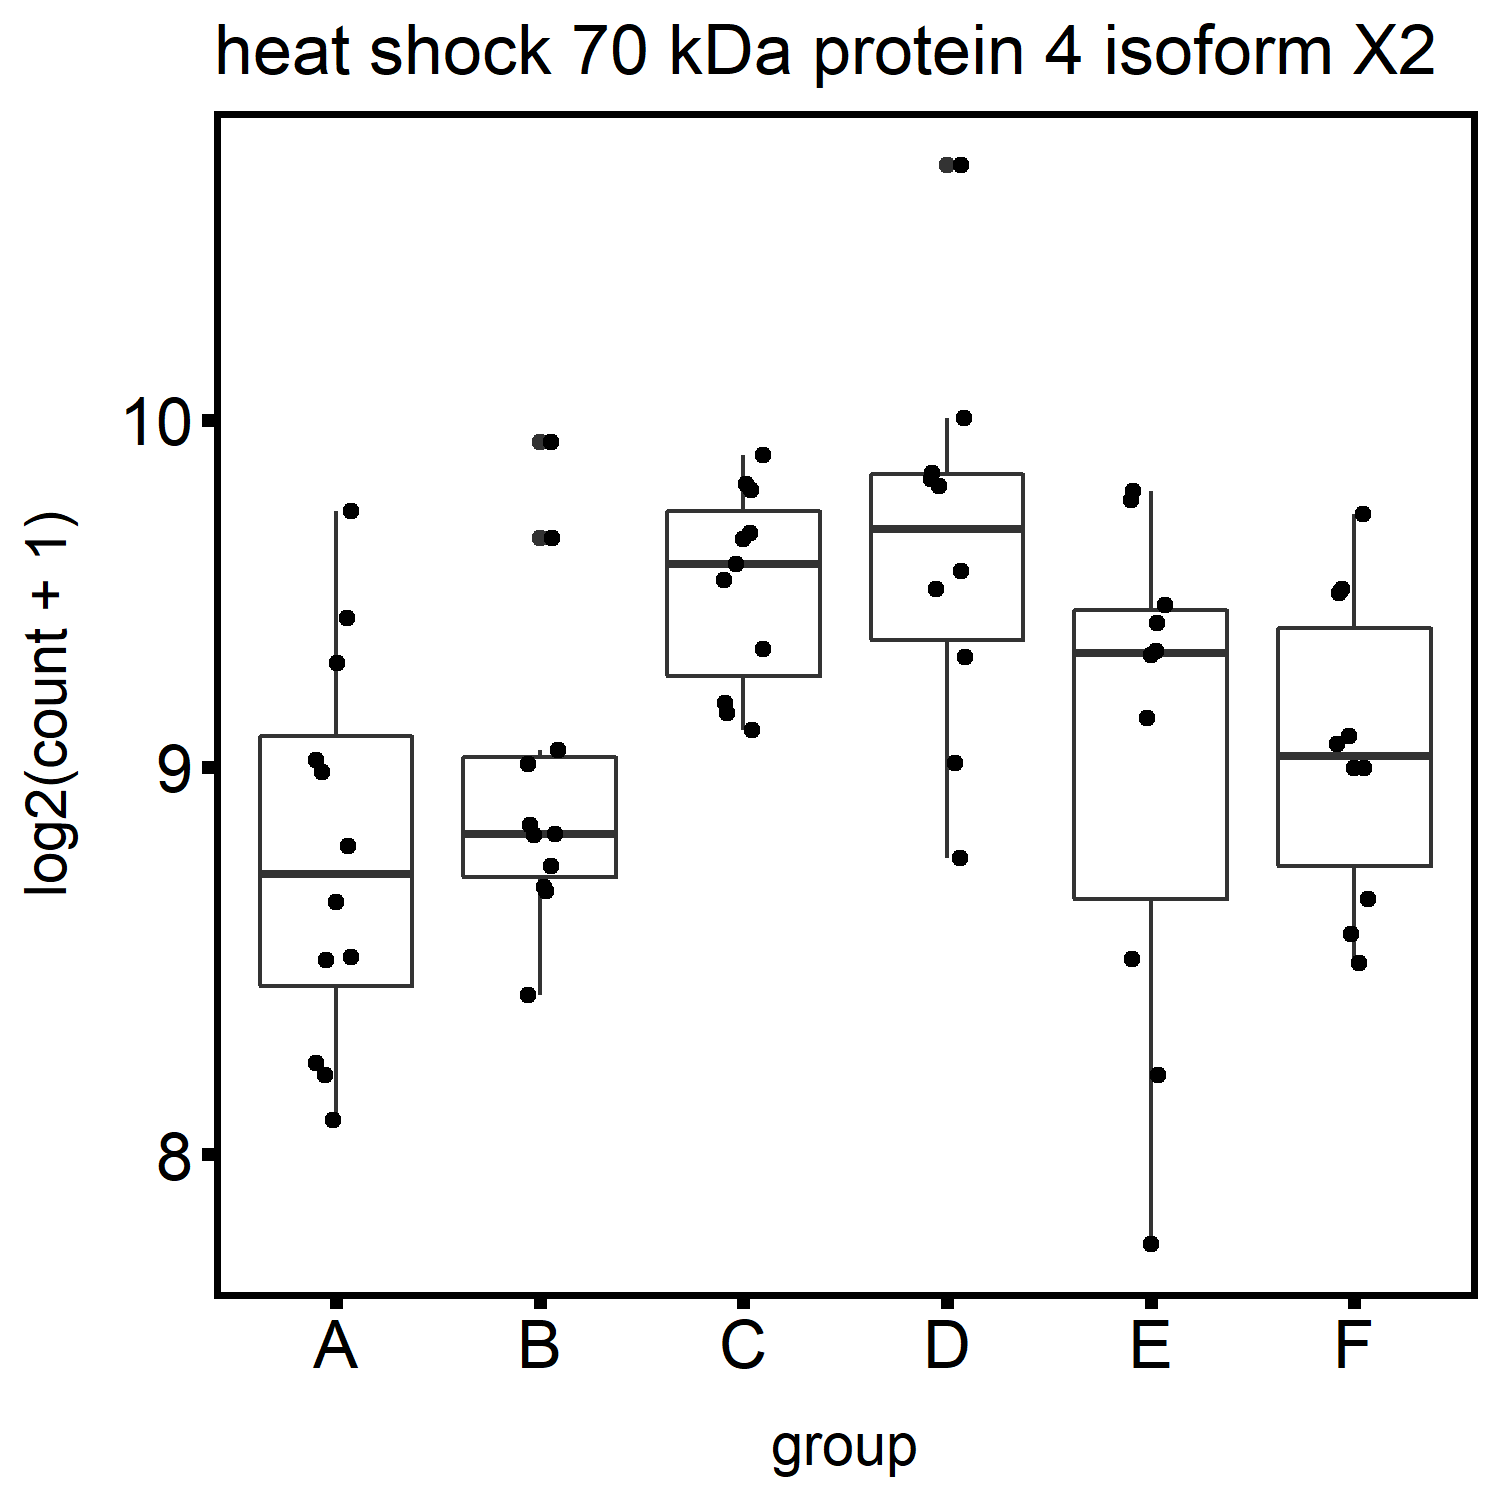 heat shock 70 kDa protein 4 isoform X2
log2(count + 1)
10
9
8
A B C D E F
group